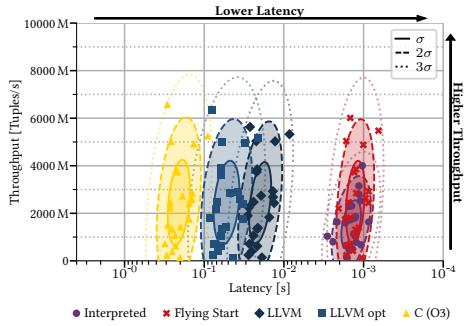 Lower Latency
Higher Throughput
Throughput [Tuples/s]
10000 M
8000 M
6000 M
4000 M
2000 M
0
σ
2σ
3σ
10⁻⁰
10⁻¹
10⁻²
10⁻³
10⁻⁴
Latency [s]
Interpreted
Flying Start
LLVM
LLVM opt
C (O3)